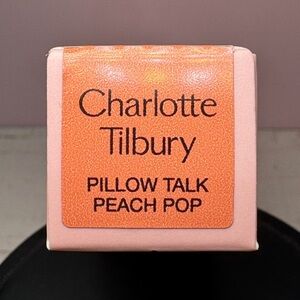 Charlotte
Tilbury
PILLOW TALK
PEACH POP